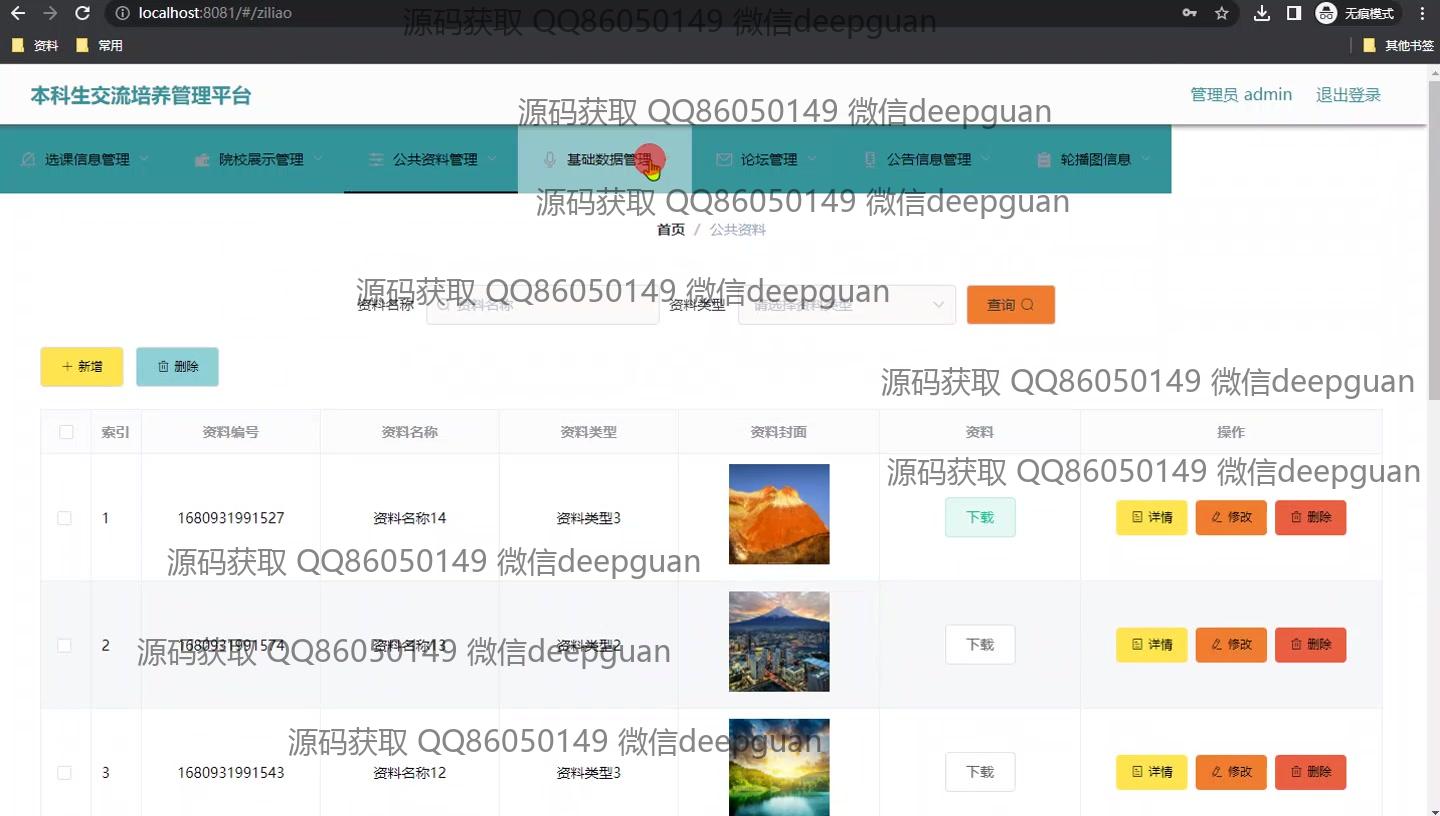 localhost:8081/#/ziliao
无痕模式
资料 常用 其他书签
源码获取 QQ86050149 微信deepguan
本科生交流培养管理平台
管理员 admin 退出登录
源码获取 QQ86050149 微信deepguan
选课信息管理 院校展示管理 公共资料管理 基础数据管理 论坛管理 公告信息管理 轮播图信息
源码获取 QQ86050149 微信deepguan
首页 / 公共资料
源码获取 QQ86050149 微信deepguan
资料名称 资料名称 资料类型 请选择资料类型 查询
新增 删除
源码获取 QQ86050149 微信deepguan
索引 资料编号 资料名称 资料类型 资料封面 资料 操作
源码获取 QQ86050149 微信deepguan
1 1680931991527 资料名称14 资料类型3 下载 详情 修改 删除
源码获取 QQ86050149 微信deepguan
2 1680931991574 资料名称13 资料类型2 下载 详情 修改 删除
源码获取 QQ86050149 微信deepguan
源码获取 QQ86050149 微信deepguan
3 1680931991543 资料名称12 资料类型3 下载 详情 修改 删除